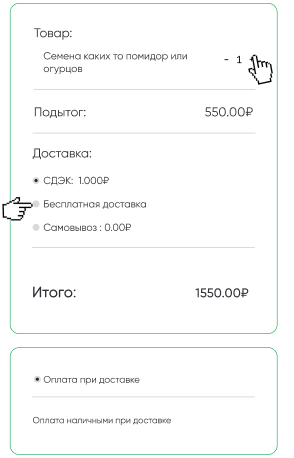 Товар:
Семена каких то помидор или - 1
огурцов
Подытог: 550.00₽
Доставка:
СДЭК: 1.000₽
Бесплатная доставка
Самовывоз : 0.00₽
Итого: 1550.00₽
Оплата при доставке
Оплата наличными при доставке